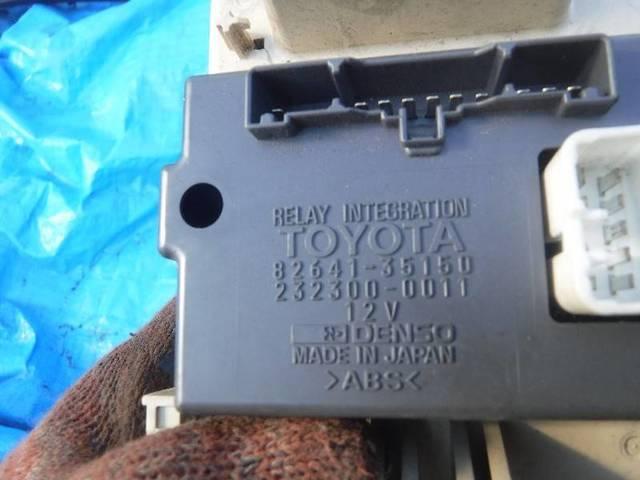 RELAY INTEGRATION
TOYOTA
82641-35150
232300-0011
12V
DENSO
MADE IN JAPAN
>ABS<